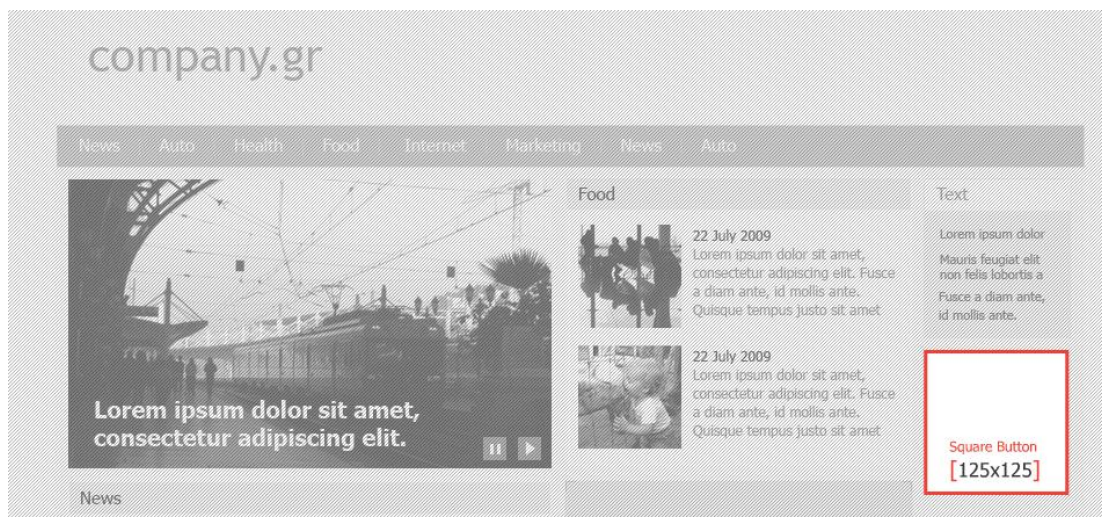 company.gr
News Auto Health Food Internet Marketing News Auto
Lorem ipsum dolor sit amet,
consectetur adipiscing elit.
News
Food
22 July 2009
Lorem ipsum dolor sit amet,
consectetur adipiscing elit. Fusce
a diam ante, id mollis ante.
Quisque tempus justo sit amet
22 July 2009
Lorem ipsum dolor sit amet,
consectetur adipiscing elit. Fusce
a diam ante, id mollis ante.
Quisque tempus justo sit amet
Text
Lorem ipsum dolor
Mauris feugiat elit
non felis lobortis a
Fusce a diam ante,
id mollis ante.
Square Button
[125x125]